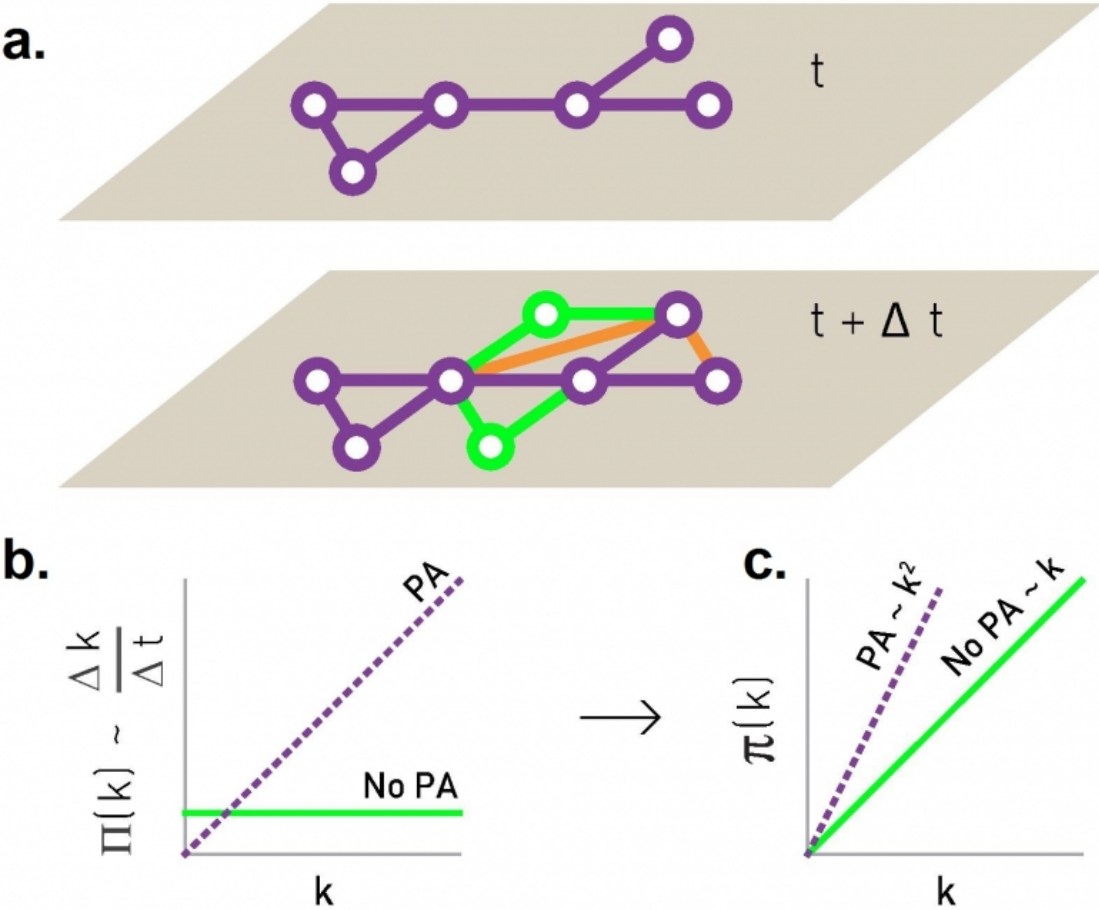 a.
t
t + Δ t
b.
Π(k) ~ Δ k / Δ t
PA
No PA
k
c.
π(k)
PA ~ k²
No PA ~ k
k